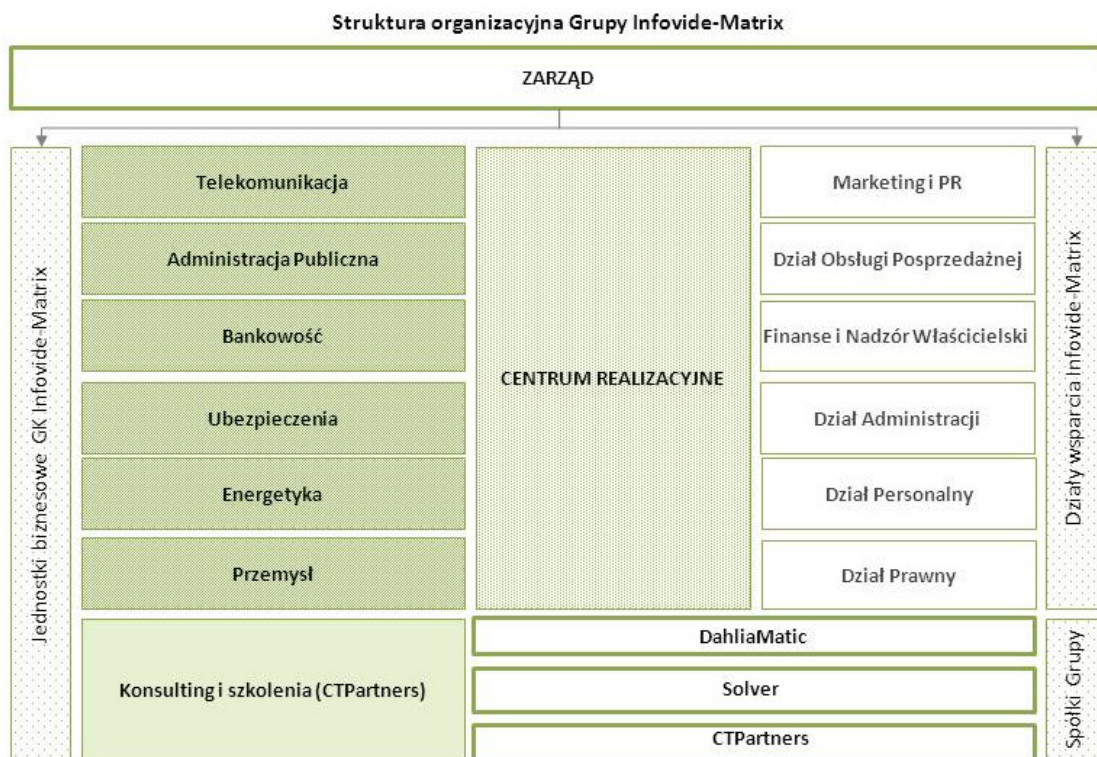 Struktura organizacyjna Grupy Infovide-Matrix
ZARZĄD
Jednostki biznesowe GK Infovide-Matrix
Telekomunikacja
Administracja Publiczna
Bankowość
Ubezpieczenia
Energetyka
Przemysł
Konsulting i szkolenia (CTPartners)
CENTRUM REALIZACYJNE
Marketing i PR
Dział Obsługi Posprzedażnej
Finanse i Nadzór Właścicielski
Dział Administracji
Dział Personalny
Dział Prawny
Działy wsparcia Infovide-Matrix
DahliaMatic
Solver
CTPartners
Spółki Grupy